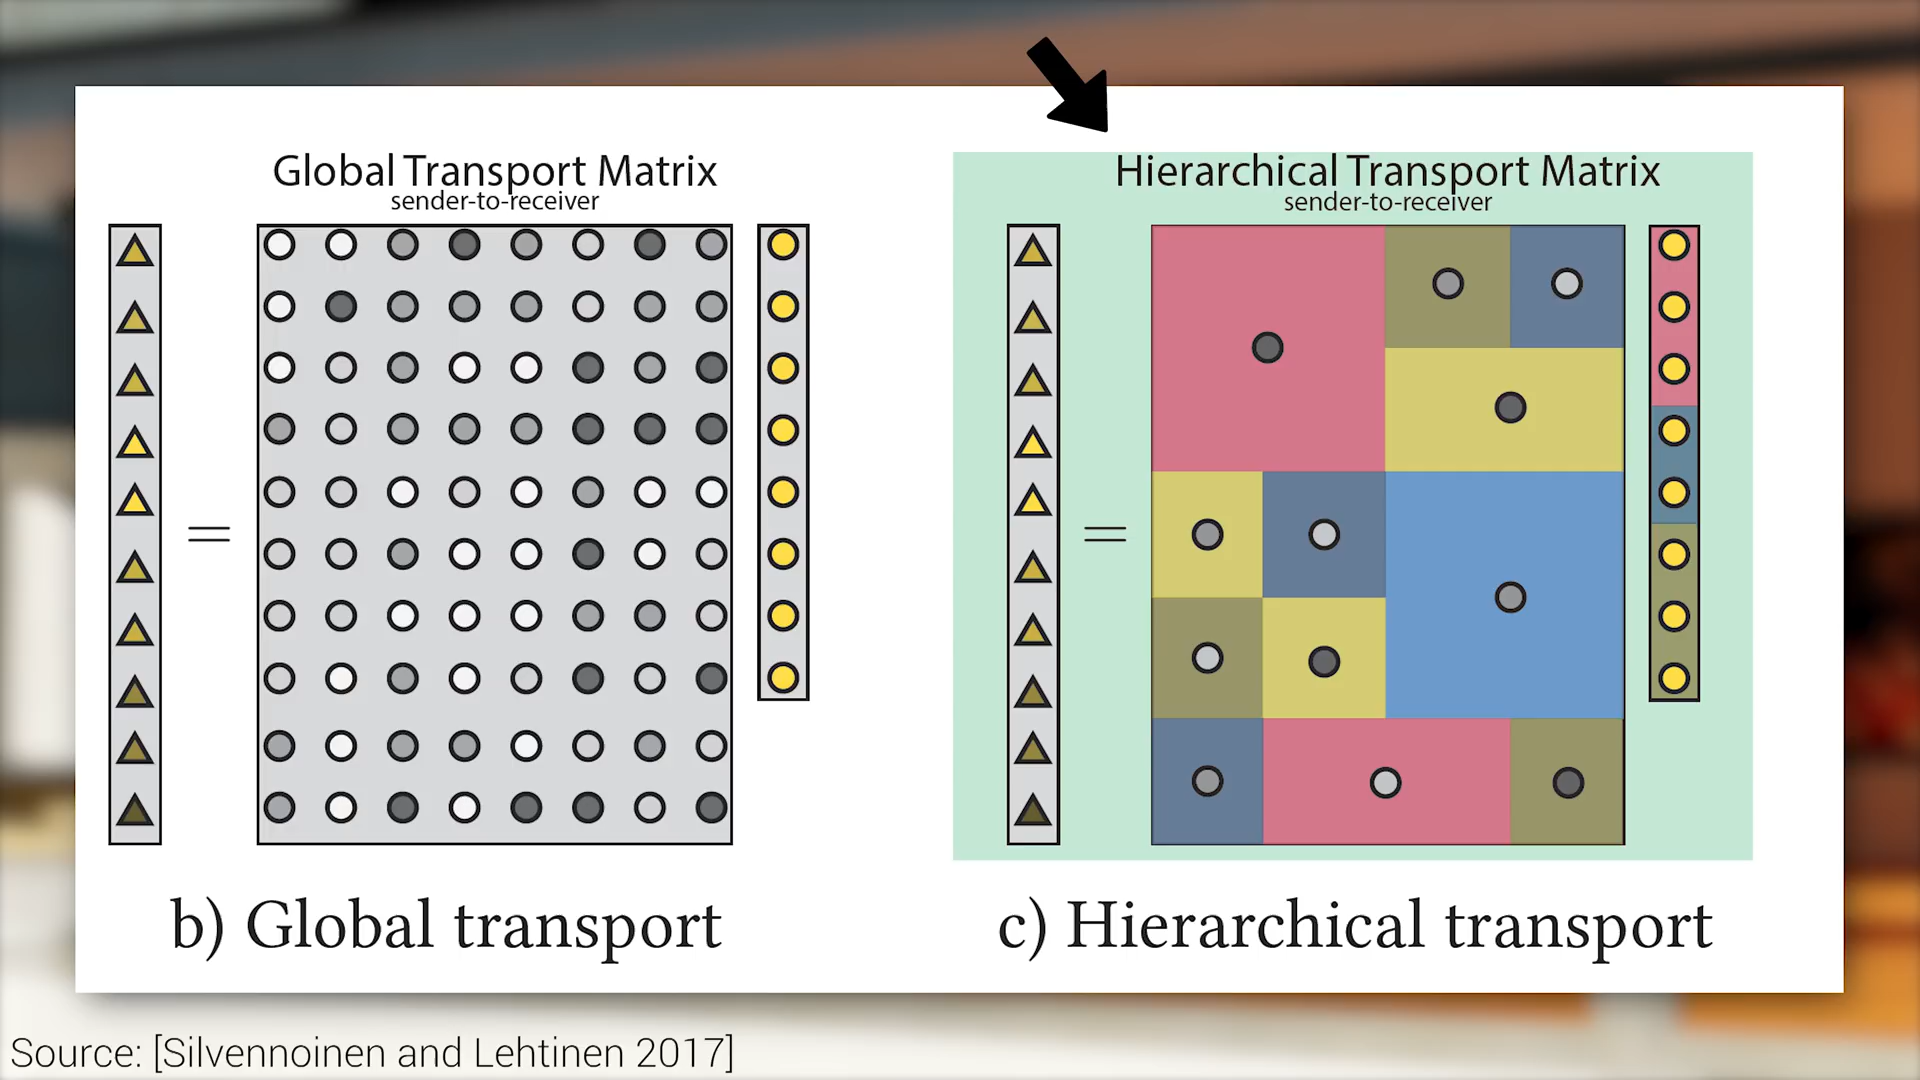 Global Transport Matrix
sender-to-receiver
=
b) Global transport
Hierarchical Transport Matrix
sender-to-receiver
=
c) Hierarchical transport
Source: [Silvennoinen and Lehtinen 2017]